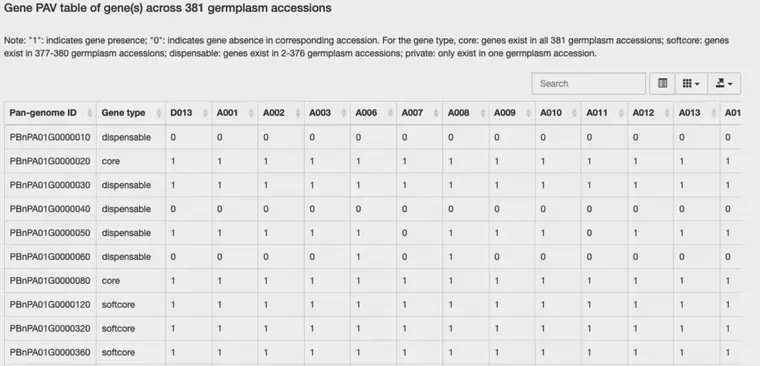 Gene PAV table of gene(s) across 381 germplasm accessions
Note: "1": indicates gene presence; "0": indicates gene absence in corresponding accession. For the gene type, core: genes exist in all 381 germplasm accessions; softcore: genes
exist in 377-380 germplasm accessions; dispensable: genes exist in 2-376 germplasm accessions; private: only exist in one germplasm accession.
Search
Pan-genome ID Gene type D013 A001 A002 A003 A006 A007 A008 A009 A010 A011 A012 A013 A01
PBnPA01G0000010 dispensable 0 0 0 0 0 0 0 0 0 0 0 0 0
PBnPA01G0000020 core 1 1 1 1 1 1 1 1 1 1 1 1 1
PBnPA01G0000030 dispensable 1 1 1 1 1 1 1 1 1 1 1 1 1
PBnPA01G0000040 dispensable 0 0 0 0 0 0 0 0 0 0 0 0 0
PBnPA01G0000050 dispensable 1 1 1 1 1 0 1 1 1 0 1 1 1
PBnPA01G0000060 dispensable 0 0 0 0 1 0 1 0 0 0 0 0 0
PBnPA01G0000080 core 1 1 1 1 1 1 1 1 1 1 1 1 1
PBnPA01G0000120 softcore 1 1 1 1 1 1 1 1 1 1 1 1 1
PBnPA01G0000320 softcore 1 1 1 1 1 1 1 1 1 1 1 1 1
PBnPA01G0000360 softcore 1 1 1 1 1 1 1 1 1 1 1 1 1